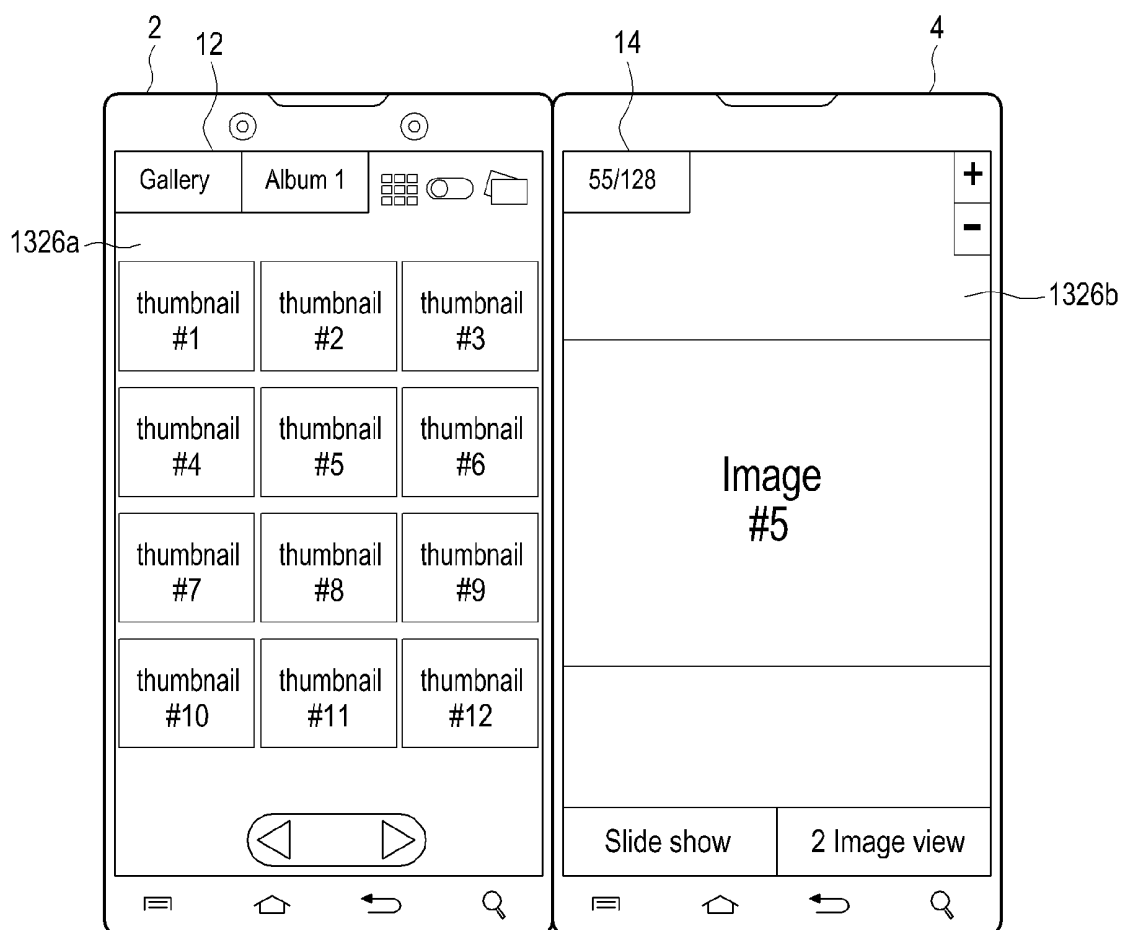 2
12
14
4
Gallery
Album 1
55/128
+
-
1326a
1326b
thumbnail
#1
thumbnail
#2
thumbnail
#3
thumbnail
#4
thumbnail
#5
thumbnail
#6
thumbnail
#7
thumbnail
#8
thumbnail
#9
thumbnail
#10
thumbnail
#11
thumbnail
#12
Image
#5
Slide show
2 Image view